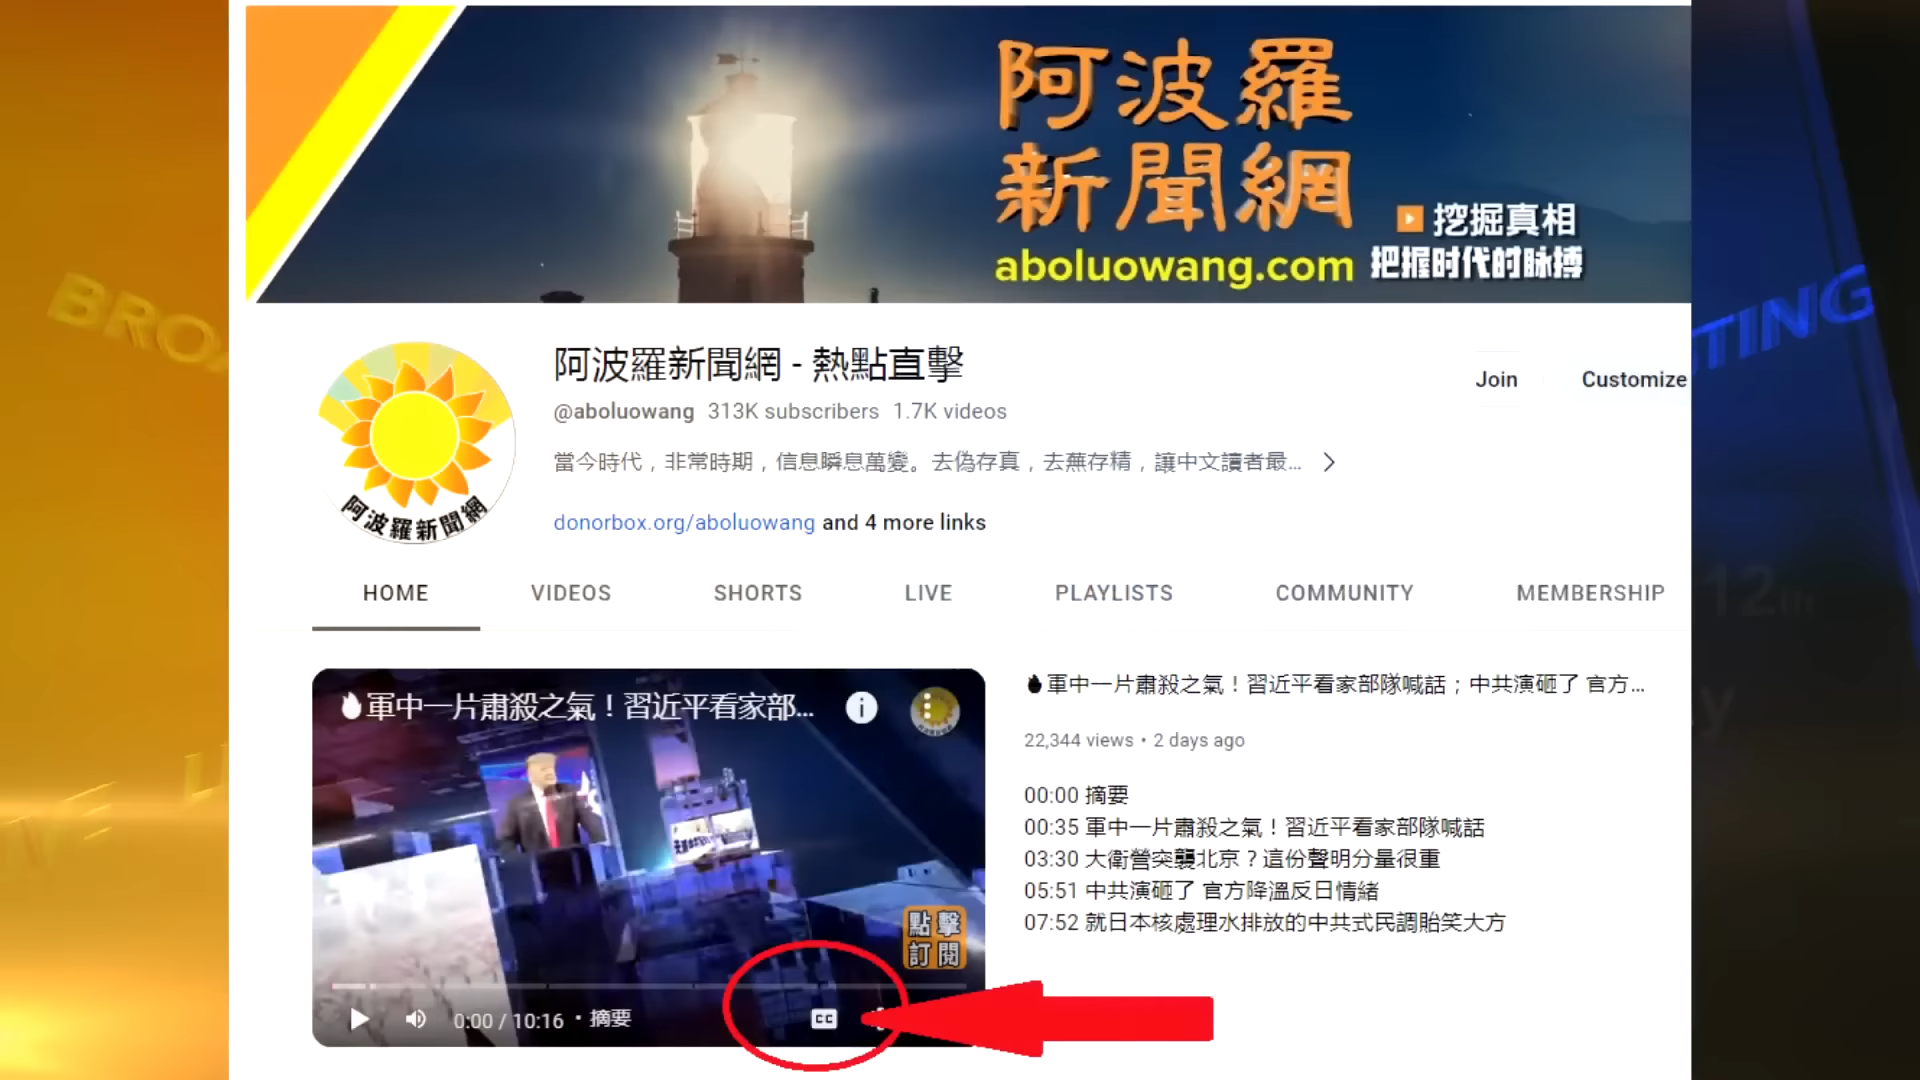 阿波羅
新聞網
aboluowang.com
挖掘真相
把握时代的脉搏
BROA
TING
阿波羅新聞網
阿波羅新聞網 - 熱點直擊
@aboluowang 313K subscribers 1.7K videos
當今時代，非常時期，信息瞬息萬變。去偽存真，去蕪存精，讓中文讀者最...
donorbox.org/aboluowang and 4 more links
Join
Customize
HOME VIDEOS SHORTS LIVE PLAYLISTS COMMUNITY MEMBERSHIP
軍中一片肅殺之氣！習近平看家部...
點擊
訂閱
0:00 / 10:16 • 摘要
CC
軍中一片肅殺之氣！習近平看家部隊喊話；中共演砸了 官方...
22,344 views • 2 days ago
00:00 摘要
00:35 軍中一片肅殺之氣！習近平看家部隊喊話
03:30 大衛營突襲北京？這份聲明分量很重
05:51 中共演砸了 官方降溫反日情緒
07:52 就日本核處理水排放的中共式民調貽笑大方